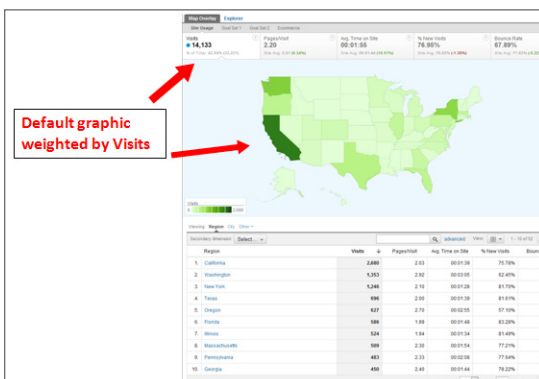 Map Overlay Explorer
Site Usage Goal Set 1 Goal Set 2 Ecommerce
Visits Pages/Visit Avg. Time on Site % New Visits Bounce Rate
14,133 2.20 00:01:56 76.95% 67.89%
Default graphic
weighted by Visits
Visits
Viewing: Region City Other
Secondary dimension: Select... advanced View:
Region Visits Pages/Visit Avg. Time on Site % New Visits
1. California 2,680 2.03 00:01:39 75.78%
2. Washington 1,353 2.92 00:03:05 62.45%
3. New York 1,246 2.10 00:01:28 81.70%
4. Texas 696 2.00 00:01:39 81.61%
5. Oregon 627 2.70 00:02:55 57.10%
6. Florida 586 1.99 00:01:48 83.28%
7. Illinois 524 1.94 00:01:34 81.49%
8. Massachusetts 509 2.30 00:01:54 77.21%
9. Pennsylvania 483 2.33 00:02:08 77.64%
10. Georgia 450 2.40 00:01:44 78.22%